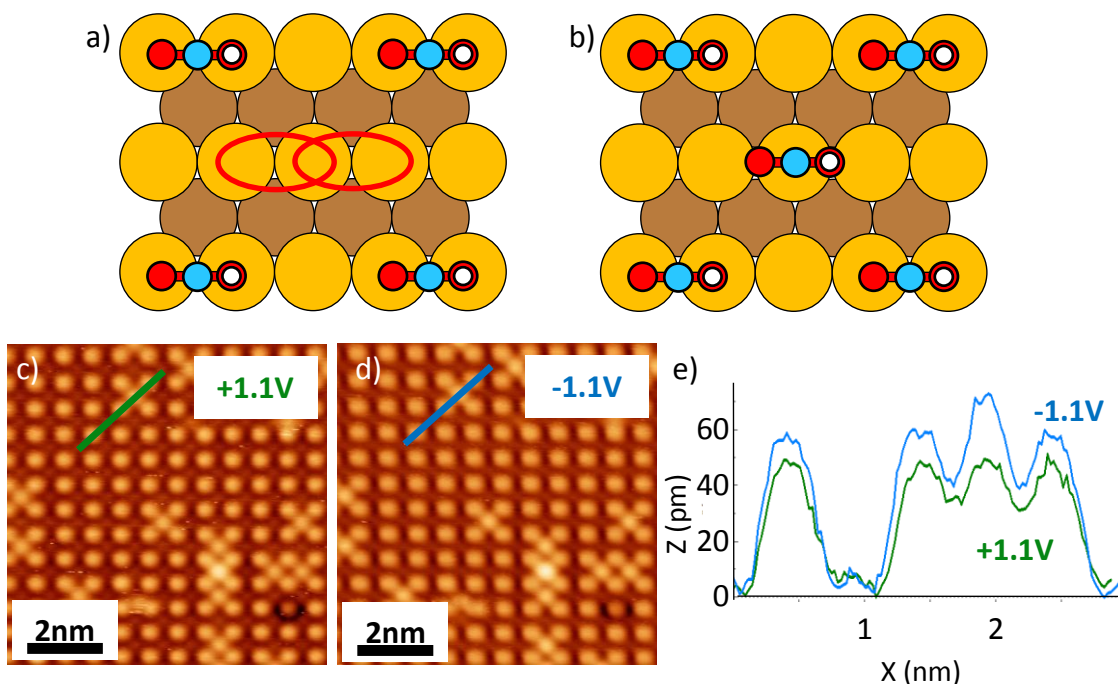 a)
b)
c)
+1.1V
2nm
d)
-1.1V
2nm
e)
Z (pm)
60
40
20
0
-1.1V
+1.1V
1
2
X (nm)